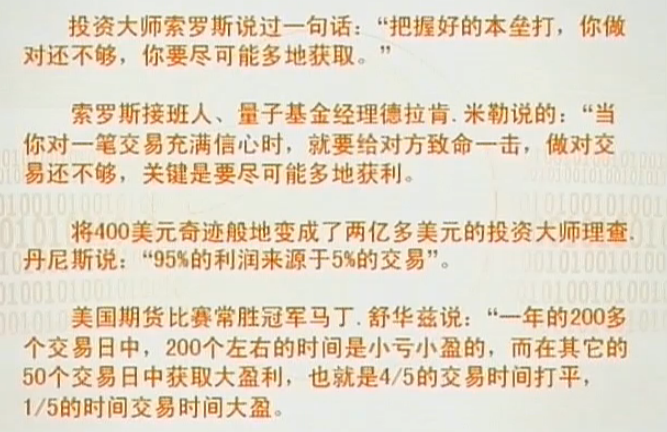 投资大师索罗斯说过一句话：“把握好的本垒打，你做
对还不够，你要尽可能多地获取。”
索罗斯接班人、量子基金经理德拉肯.米勒说的：“当
你对一笔交易充满信心时，就要给对方致命一击，做对交
易还不够，关键是要尽可能多地获利。
将400美元奇迹般地变成了两亿多美元的投资大师理查.
丹尼斯说：“95%的利润来源于5%的交易”。
美国期货比赛常胜冠军马丁.舒华兹说：“一年的200多
个交易日中，200个左右的时间是小亏小盈的，而在其它的
50个交易日中获取大盈利，也就是4/5的交易时间打平，
1/5的时间交易时间大盈。